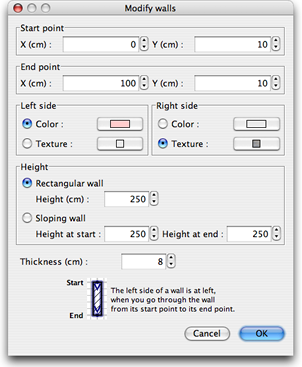 Modify walls
Start point
X (cm) : 0 Y (cm) : 10
End point
X (cm) : 100 Y (cm) : 10
Left side Right side
Color : Color :
Texture : Texture :
Height
Rectangular wall
Height (cm) : 250
Sloping wall
Height at start : 250 Height at end : 250
Thickness (cm) : 8
Start
The left side of a wall is at left,
when you go through the wall
from its start point to its end point.
End
Cancel OK